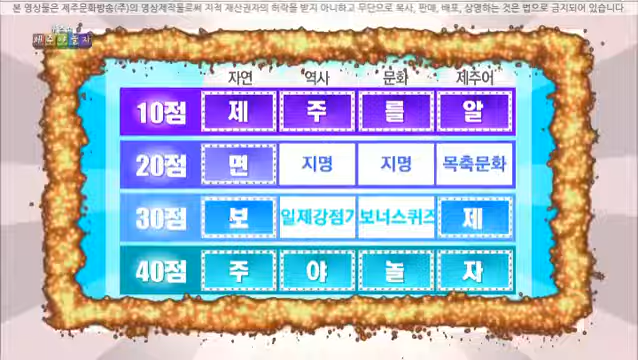 본 영상물은 제주문화방송(주)의 영상제작물로써 지적 재산권자의 허락을 받지 아니하고 무단으로 복사, 판매, 배포, 상영하는 것은 법으로 금지되어 있습니다.
자연 역사 문화 제주어
10점 제 주 를 알
20점 면 지명 지명 목축문화
30점 보 일제강점기 보너스퀴즈 제
40점 주 야 놀 자